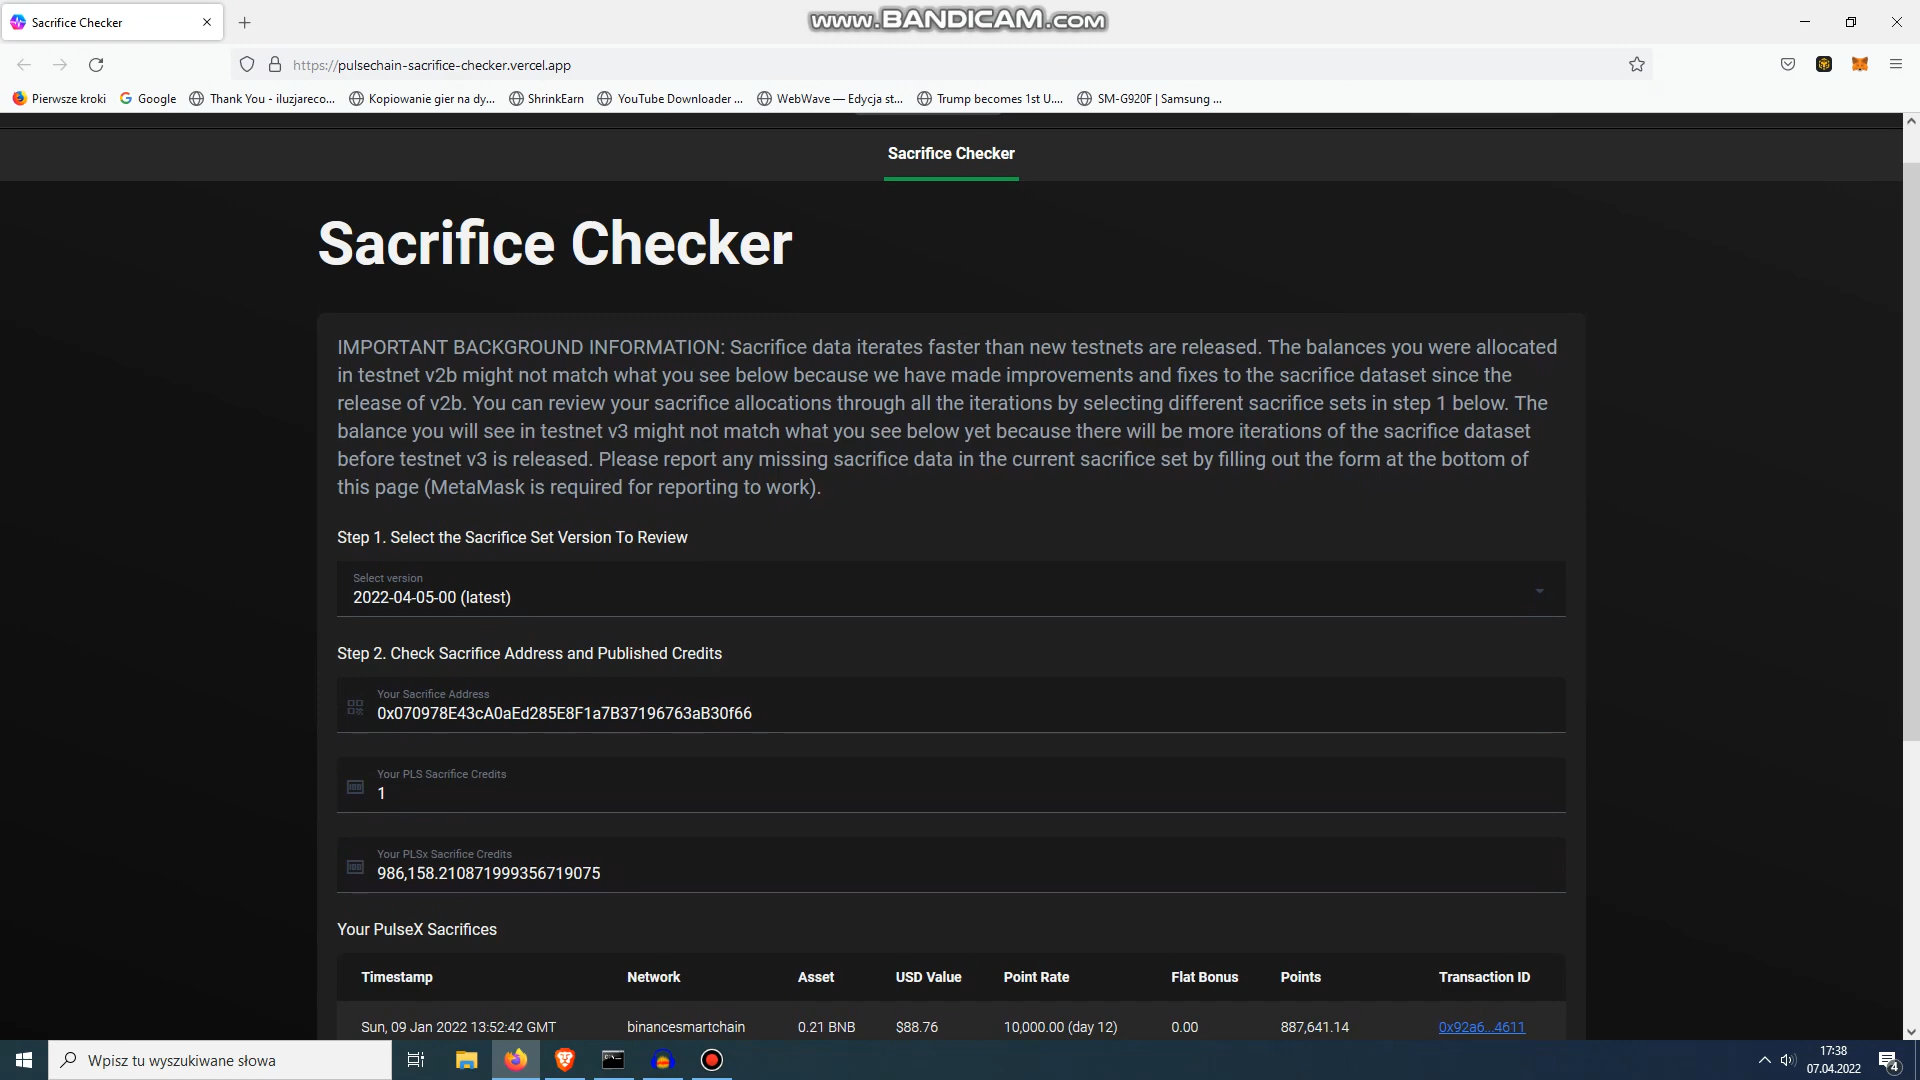 Sacrifice Checker
www.BANDICAM.com
https://pulsechain-sacrifice-checker.vercel.app
Pierwsze kroki
Google
Thank You - iluzjareco...
Kopiowanie gier na dy...
ShrinkEarn
YouTube Downloader ...
WebWave — Edycja st...
Trump becomes 1st U....
SM-G920F | Samsung ...
Sacrifice Checker
Sacrifice Checker
IMPORTANT BACKGROUND INFORMATION: Sacrifice data iterates faster than new testnets are released. The balances you were allocated
in testnet v2b might not match what you see below because we have made improvements and fixes to the sacrifice dataset since the
release of v2b. You can review your sacrifice allocations through all the iterations by selecting different sacrifice sets in step 1 below. The
balance you will see in testnet v3 might not match what you see below yet because there will be more iterations of the sacrifice dataset
before testnet v3 is released. Please report any missing sacrifice data in the current sacrifice set by filling out the form at the bottom of
this page (MetaMask is required for reporting to work).
Step 1. Select the Sacrifice Set Version To Review
Select version
2022-04-05-00 (latest)
Step 2. Check Sacrifice Address and Published Credits
Your Sacrifice Address
0x070978E43cA0aEd285E8F1a7B37196763aB30f66
Your PLS Sacrifice Credits
1
Your PLSx Sacrifice Credits
986,158.210871999356719075
Your PulseX Sacrifices
Timestamp Network Asset USD Value Point Rate Flat Bonus Points Transaction ID
Sun, 09 Jan 2022 13:52:42 GMT binancesmartchain 0.21 BNB $88.76 10,000.00 (day 12) 0.00 887,641.14 0x92a6...4611
Wpisz tu wyszukiwane słowa
17:38
07.04.2022
4